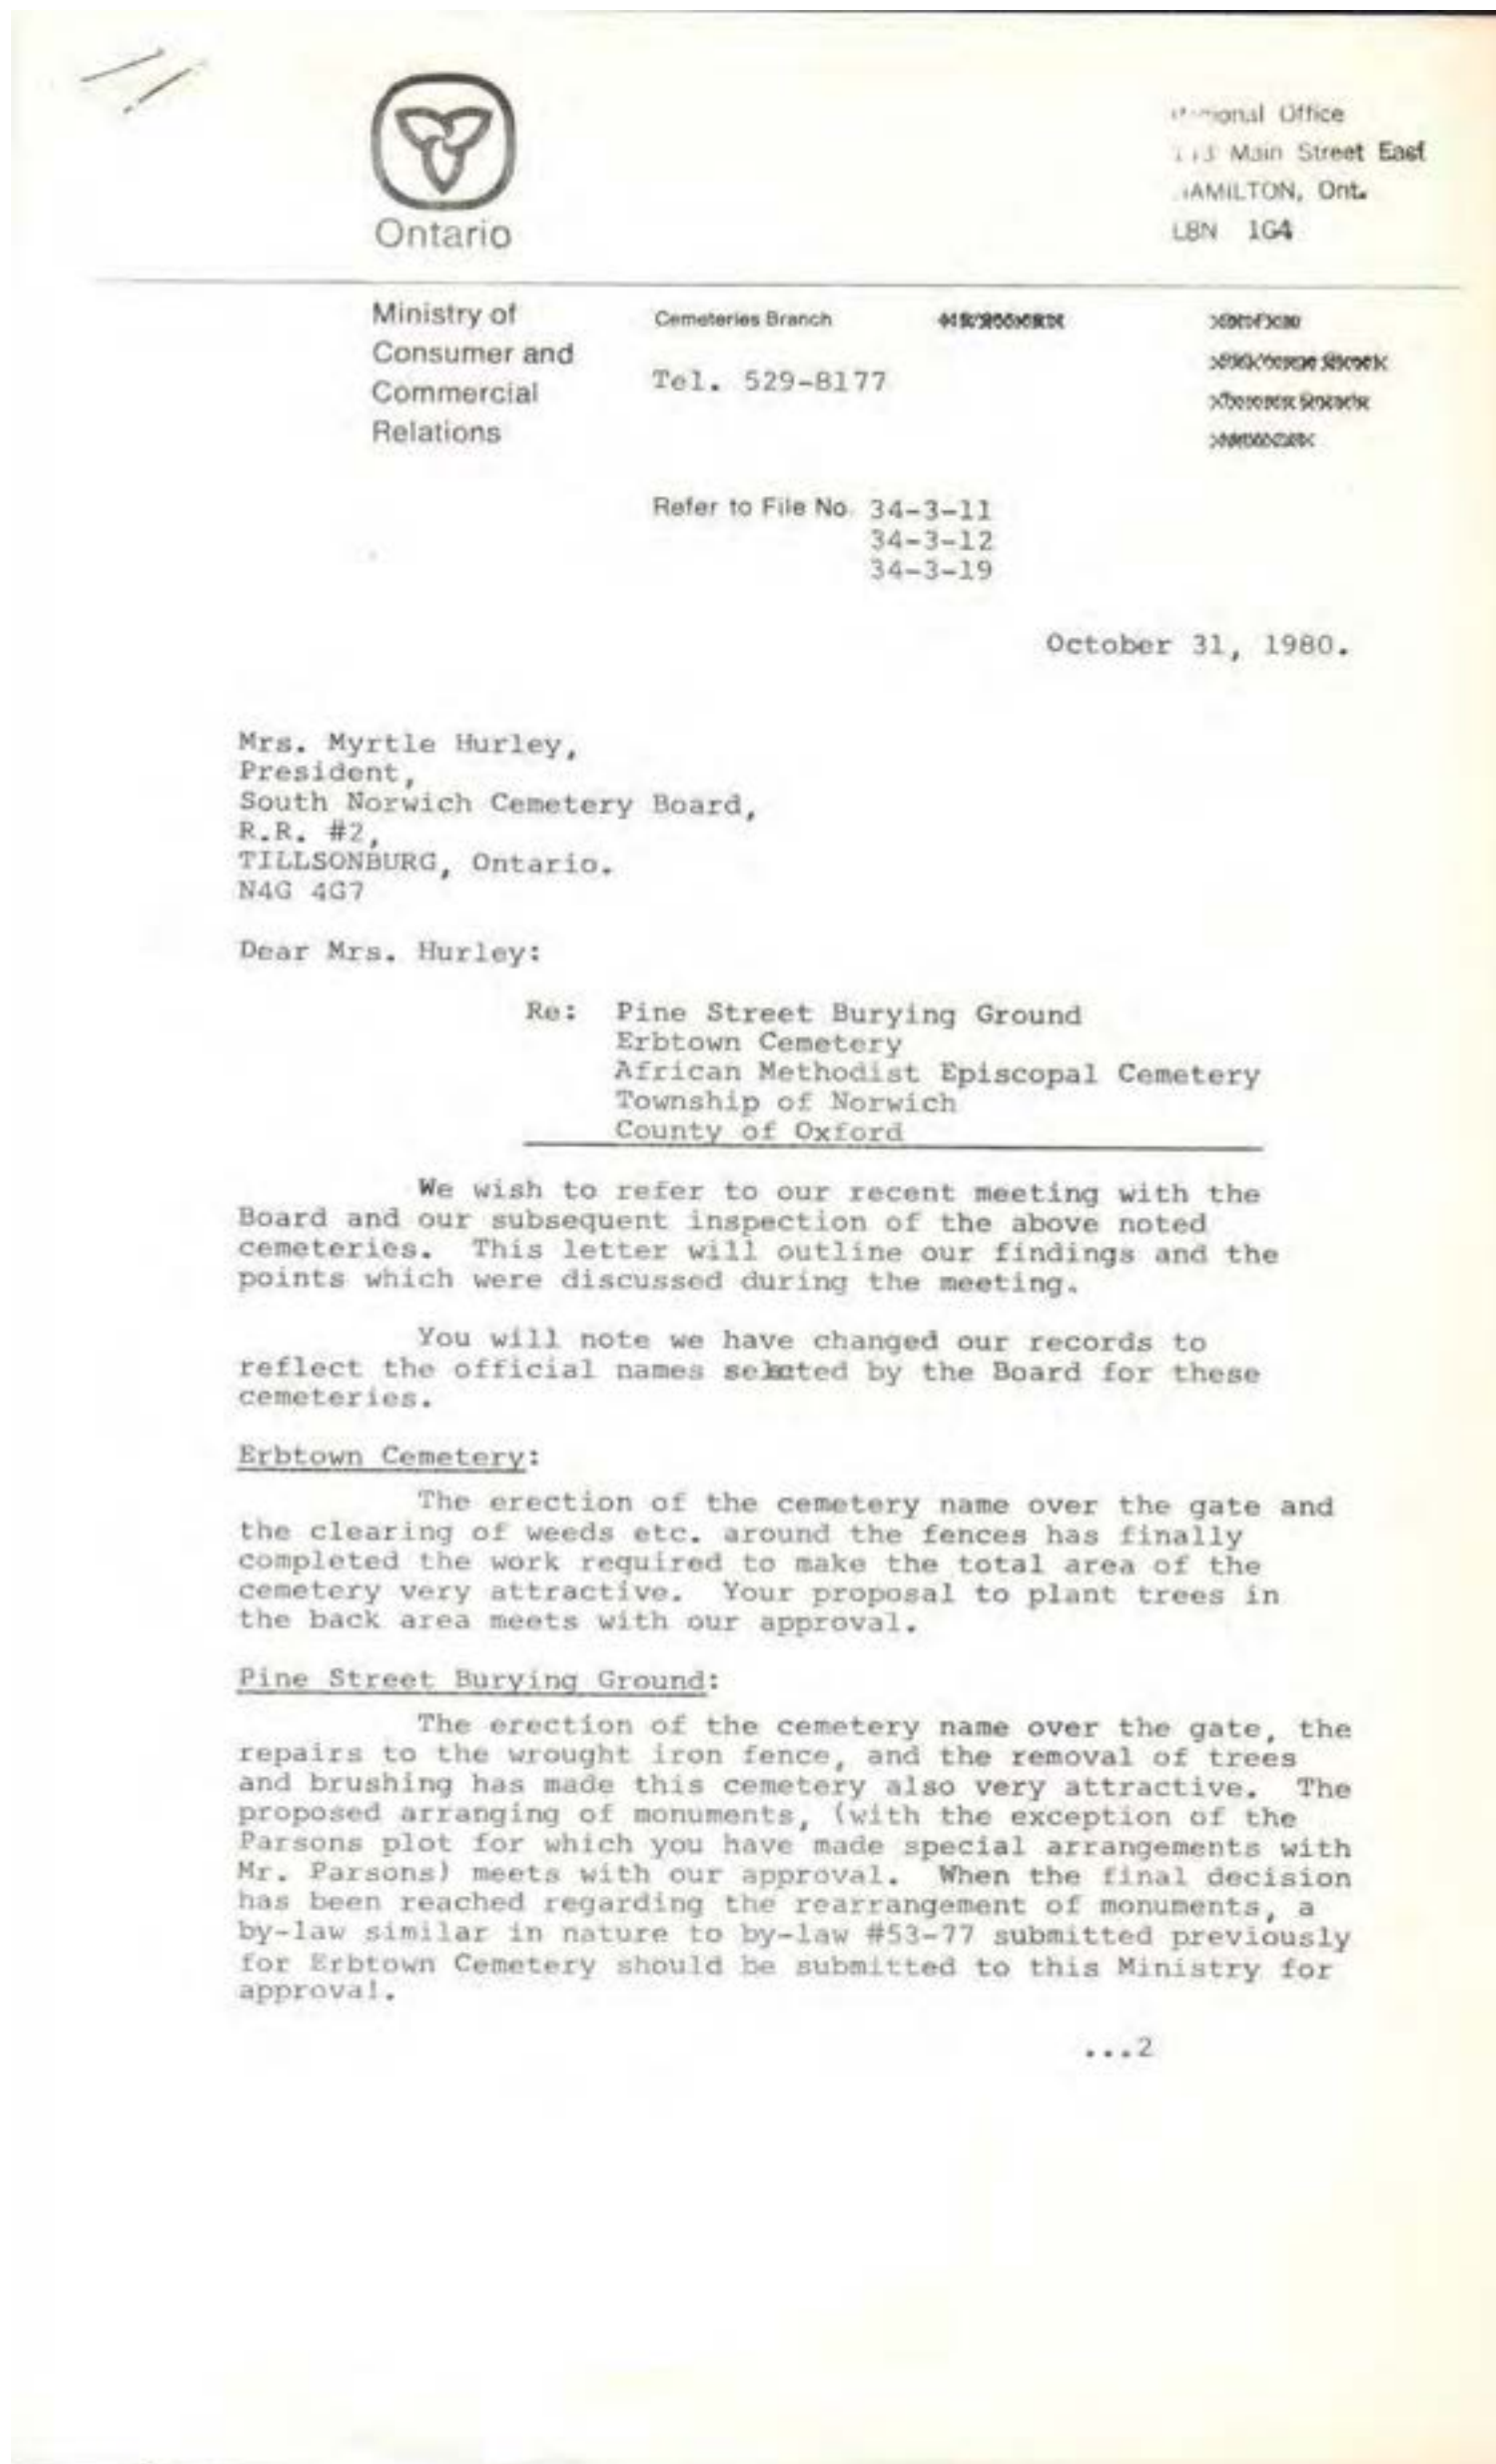 Office
Main Street East
HAMILTON, Ont.
L8N 1G4
Ontario
Ministry of
Consumer and
Commercial
Relations
Cemeteries Branch
Tel. 529-8177
Refer to File No. 34-3-11
34-3-12
34-3-19
October 31, 1980.
Mrs. Myrtle Hurley,
President,
South Norwich Cemetery Board,
R.R. #2,
TILLSONBURG, Ontario.
N4G 4G7
Dear Mrs. Hurley:
Re: Pine Street Burying Ground
Erbtown Cemetery
African Methodist Episcopal Cemetery
Township of Norwich
County of Oxford
We wish to refer to our recent meeting with the
Board and our subsequent inspection of the above noted
cemeteries. This letter will outline our findings and the
points which were discussed during the meeting.
You will note we have changed our records to
reflect the official names selected by the Board for these
cemeteries.
Erbtown Cemetery:
The erection of the cemetery name over the gate and
the clearing of weeds etc. around the fences has finally
completed the work required to make the total area of the
cemetery very attractive. Your proposal to plant trees in
the back area meets with our approval.
Pine Street Burying Ground:
The erection of the cemetery name over the gate, the
repairs to the wrought iron fence, and the removal of trees
and brushing has made this cemetery also very attractive. The
proposed arranging of monuments, (with the exception of the
Parsons plot for which you have made special arrangements with
Mr. Parsons) meets with our approval. When the final decision
has been reached regarding the rearrangement of monuments, a
by-law similar in nature to by-law #53-77 submitted previously
for Erbtown Cemetery should be submitted to this Ministry for
approval.
...2